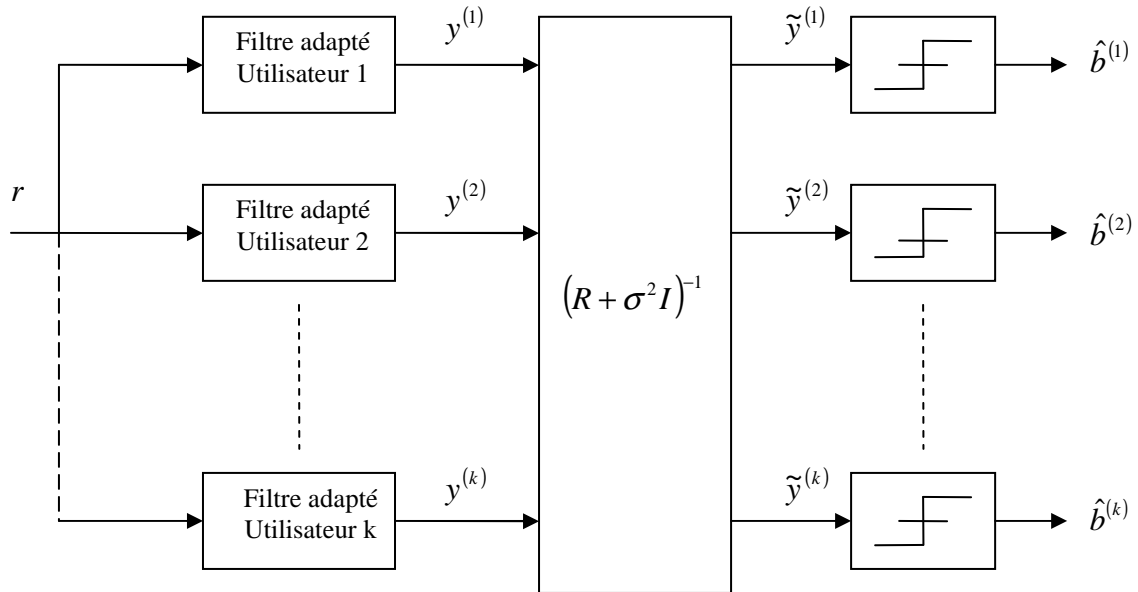 Filtre adapté
Utilisateur 1
y^{(1)}
ỹ^{(1)}
b̂^{(1)}
r
Filtre adapté
Utilisateur 2
y^{(2)}
ỹ^{(2)}
b̂^{(2)}
(R + σ²I)^{-1}
Filtre adapté
Utilisateur k
y^{(k)}
ỹ^{(k)}
b̂^{(k)}